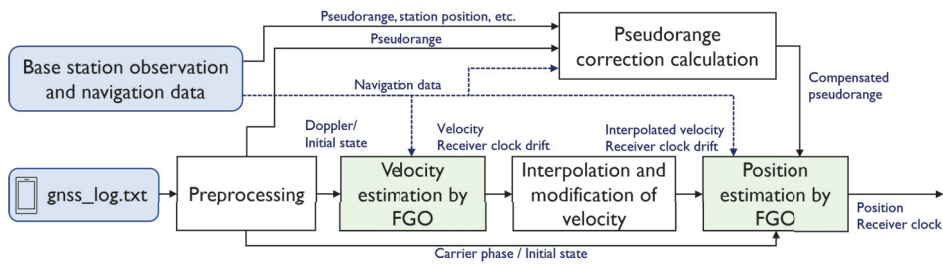 Pseudorange, station position, etc.
Pseudorange
Base station observation
and navigation data
Pseudorange
correction calculation
Navigation data
Compensated
pseudorange
Doppler/
Initial state
Velocity
Receiver clock drift
Interpolated velocity
Receiver clock drift
gnss_log.txt
Preprocessing
Velocity
estimation by
FGO
Interpolation and
modification of
velocity
Position
estimation by
FGO
Position
Receiver clock
Carrier phase / Initial state